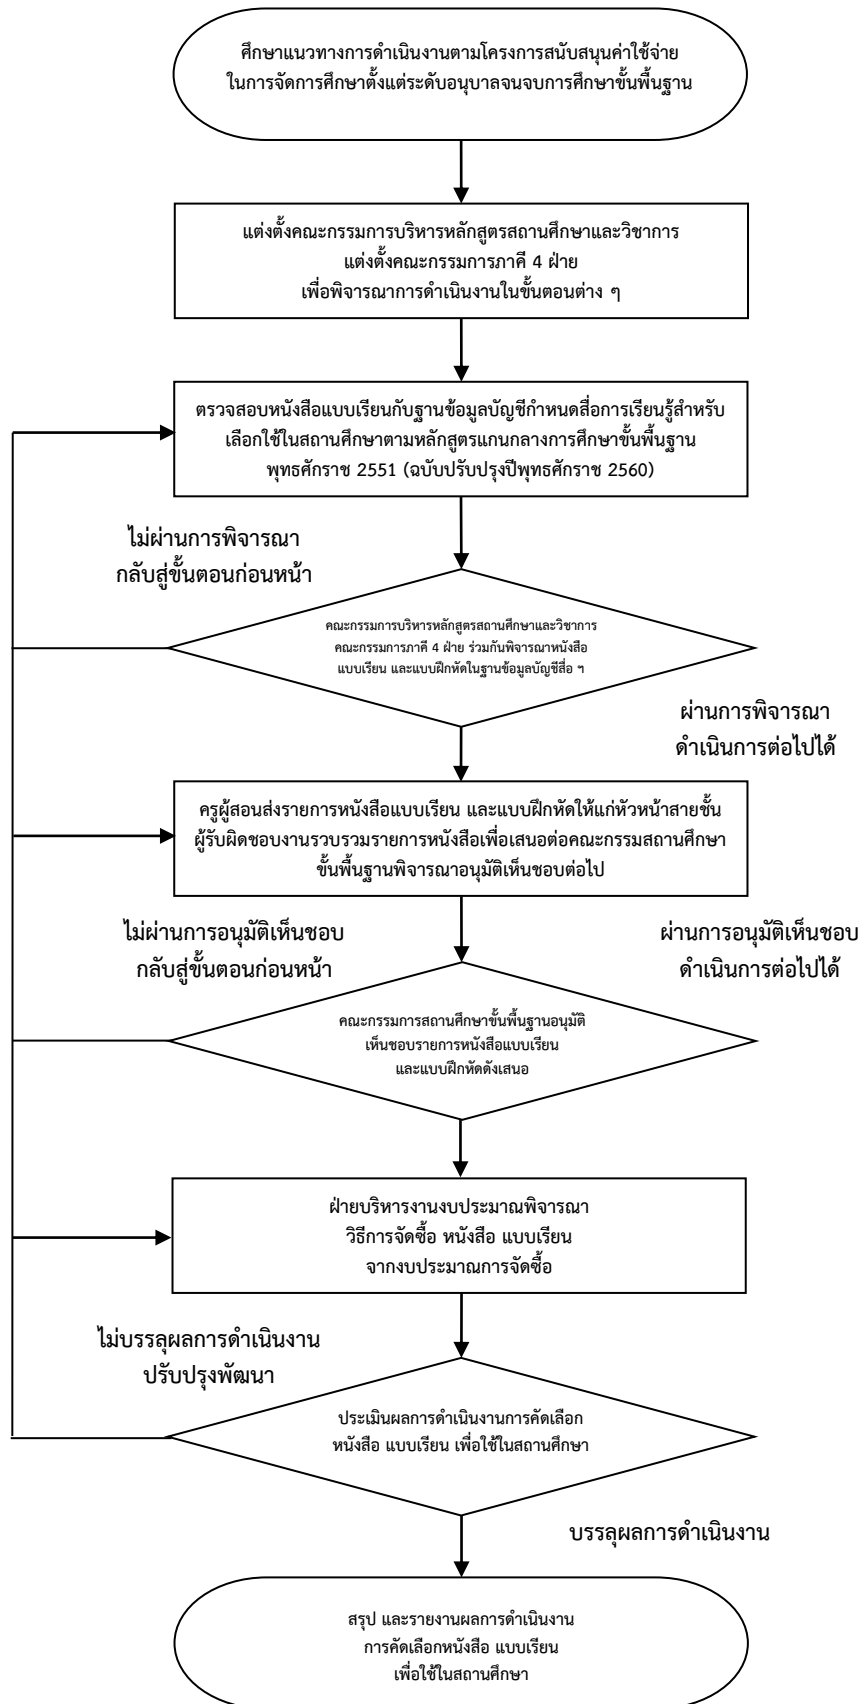 ศึกษาแนวทางการดำเนินงานตามโครงการสนับสนุนค่าใช้จ่าย
ในการจัดการศึกษาตั้งแต่ระดับอนุบาลจนจบการศึกษาขั้นพื้นฐาน
แต่งตั้งคณะกรรมการบริหารหลักสูตรสถานศึกษาและวิชาการ
แต่งตั้งคณะกรรมการภาคี 4 ฝ่าย
เพื่อพิจารณาการดำเนินงานในขั้นตอนต่าง ๆ
ตรวจสอบหนังสือแบบเรียนกับฐานข้อมูลบัญชีกำหนดสื่อการเรียนรู้สำหรับ
เลือกใช้ในสถานศึกษาตามหลักสูตรแกนกลางการศึกษาขั้นพื้นฐาน
พุทธศักราช 2551 (ฉบับปรับปรุงปีพุทธศักราช 2560)
ไม่ผ่านการพิจารณา
กลับสู่ขั้นตอนก่อนหน้า
คณะกรรมการบริหารหลักสูตรสถานศึกษาและวิชาการ
คณะกรรมการภาคี 4 ฝ่าย ร่วมกันพิจารณาหนังสือ
แบบเรียน และแบบฝึกหัดในฐานข้อมูลบัญชีสื่อ ฯ
ผ่านการพิจารณา
ดำเนินการต่อไปได้
ครูผู้สอนส่งรายการหนังสือแบบเรียน และแบบฝึกหัดให้แก่หัวหน้าสายชั้น
ผู้รับผิดชอบงานรวบรวมรายการหนังสือเพื่อเสนอต่อคณะกรรมสถานศึกษา
ขั้นพื้นฐานพิจารณาอนุมัติเห็นชอบต่อไป
ไม่ผ่านการอนุมัติเห็นชอบ
กลับสู่ขั้นตอนก่อนหน้า
ผ่านการอนุมัติเห็นชอบ
ดำเนินการต่อไปได้
คณะกรรมการสถานศึกษาขั้นพื้นฐานอนุมัติ
เห็นชอบรายการหนังสือแบบเรียน
และแบบฝึกหัดดังเสนอ
ฝ่ายบริหารงานงบประมาณพิจารณา
วิธีการจัดซื้อ หนังสือ แบบเรียน
จากงบประมาณการจัดซื้อ
ไม่บรรลุผลการดำเนินงาน
ปรับปรุงพัฒนา
ประเมินผลการดำเนินงานการคัดเลือก
หนังสือ แบบเรียน เพื่อใช้ในสถานศึกษา
บรรลุผลการดำเนินงาน
สรุป และรายงานผลการดำเนินงาน
การคัดเลือกหนังสือ แบบเรียน
เพื่อใช้ในสถานศึกษา